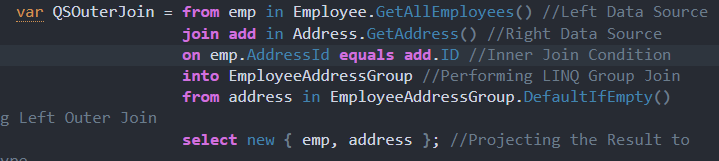 var QSOuterJoin = from emp in Employee.GetAllEmployees() //Left Data Source
join add in Address.GetAddress() //Right Data Source
on emp.AddressId equals add.ID //Inner Join Condition
into EmployeeAddressGroup //Performing LINQ Group Join
from address in EmployeeAddressGroup.DefaultIfEmpty()
g Left Outer Join
select new { emp, address }; //Projecting the Result to